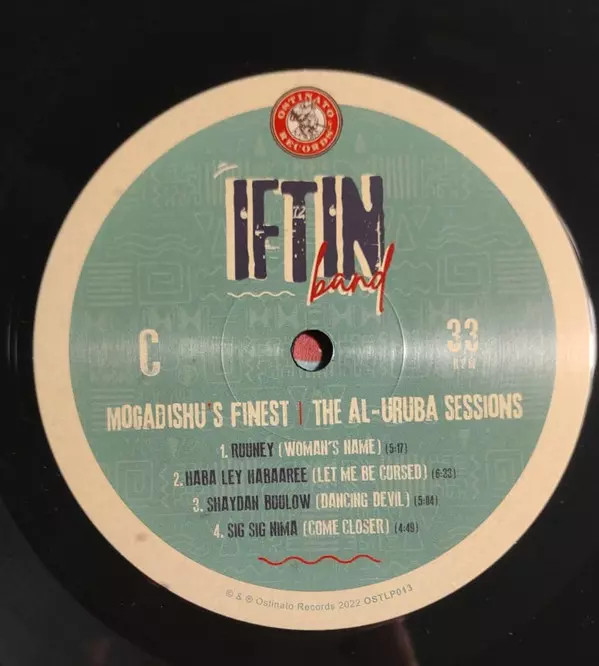 OSTINATO
RECORDS
IFTIN
band
C
33
RPM
MOGADISHU'S FINEST | THE AL-URUBA SESSIONS
1. RUUNEY (WOMAN'S NAME) (5:17)
2. HABA LEY HABAAREE (LET ME BE CURSED) (6:33)
3. SHAYDAN BUULOW (DANCING DEVIL) (5:04)
4. SIG SIG NIMA (COME CLOSER) (4:49)
© & ℗ Ostinato Records 2022 OSTLP013